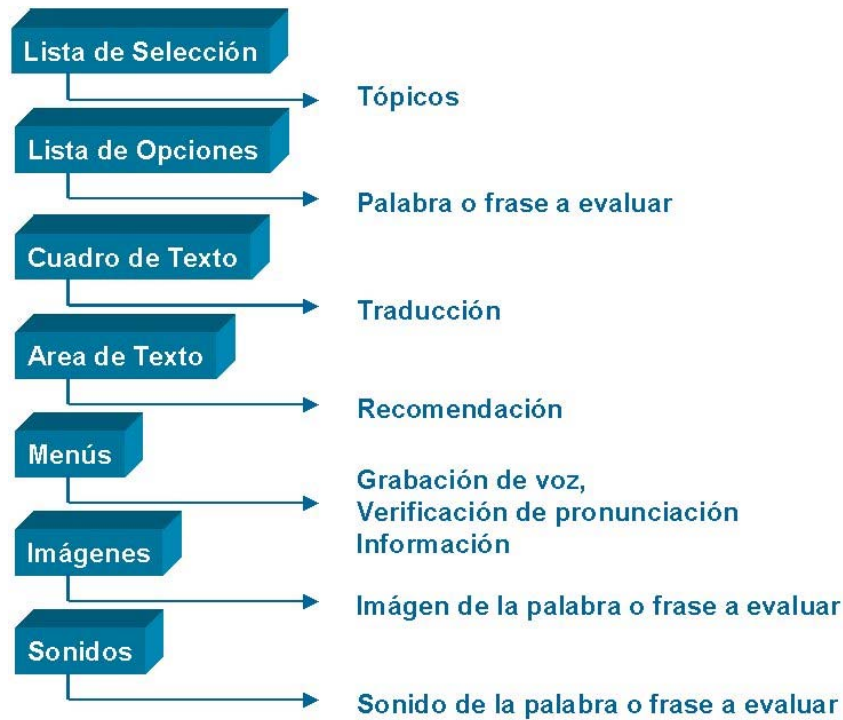 Lista de Selección
Tópicos
Lista de Opciones
Palabra o frase a evaluar
Cuadro de Texto
Traducción
Area de Texto
Recomendación
Menús
Grabación de voz,
Verificación de pronunciación
Información
Imágenes
Imágen de la palabra o frase a evaluar
Sonidos
Sonido de la palabra o frase a evaluar